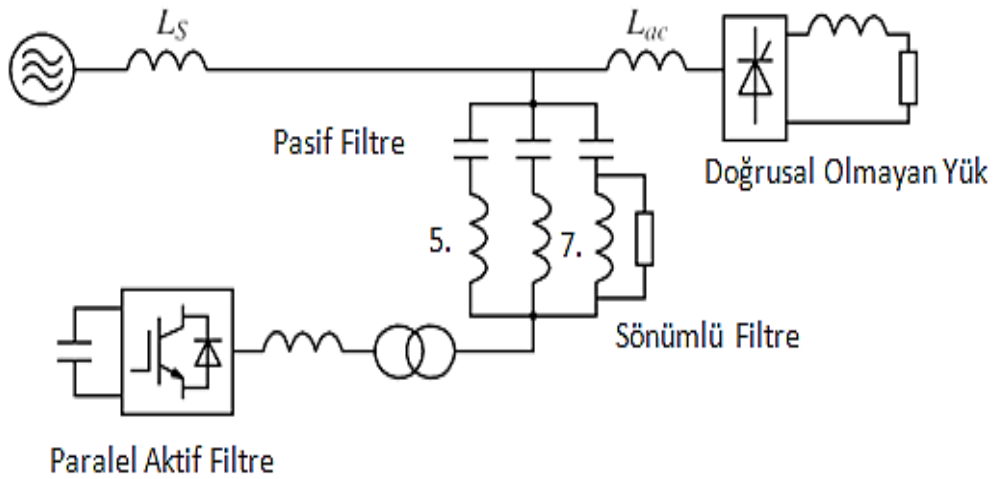 L_S
L_ac
Pasif Filtre
Doğrusal Olmayan Yük
5.
7.
Sönümlü Filtre
Paralel Aktif Filtre